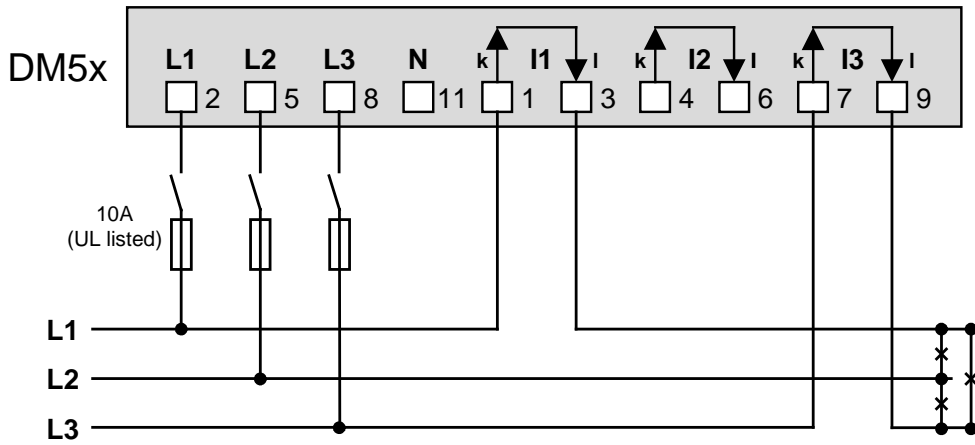 DM5x
L1 L2 L3 N k I1 l k I2 l k I3 l
2 5 8 11 1 3 4 6 7 9
10A
(UL listed)
L1
L2
L3